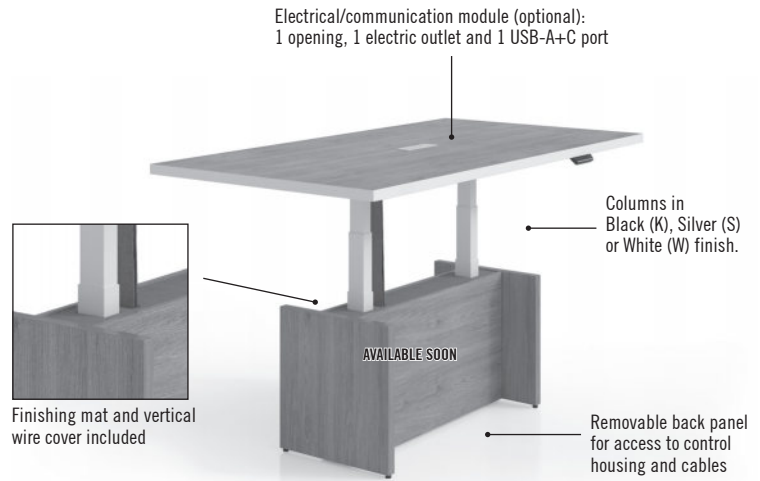 Electrical/communication module (optional):
1 opening, 1 electric outlet and 1 USB-A+C port
Columns in
Black (K), Silver (S)
or White (W) finish.
AVAILABLE SOON
Finishing mat and vertical
wire cover included
Removable back panel
for access to control
housing and cables